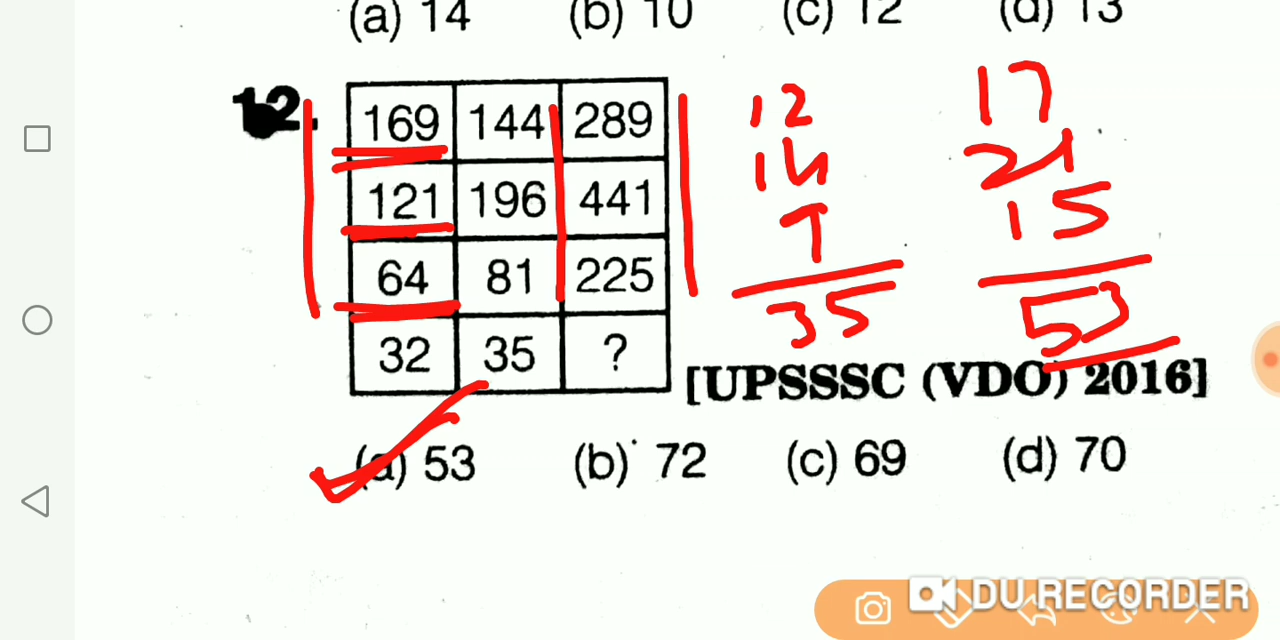 (a) 14 (b) 10 (c) 12 (d) 13
12. 169 144 289 12 17
121 196 441 14 21
64 81 225 9 15
32 35 ? 35 53
[UPSSSC (VDO) 2016]
(a) 53 (b) 72 (c) 69 (d) 70
DU RECORDER